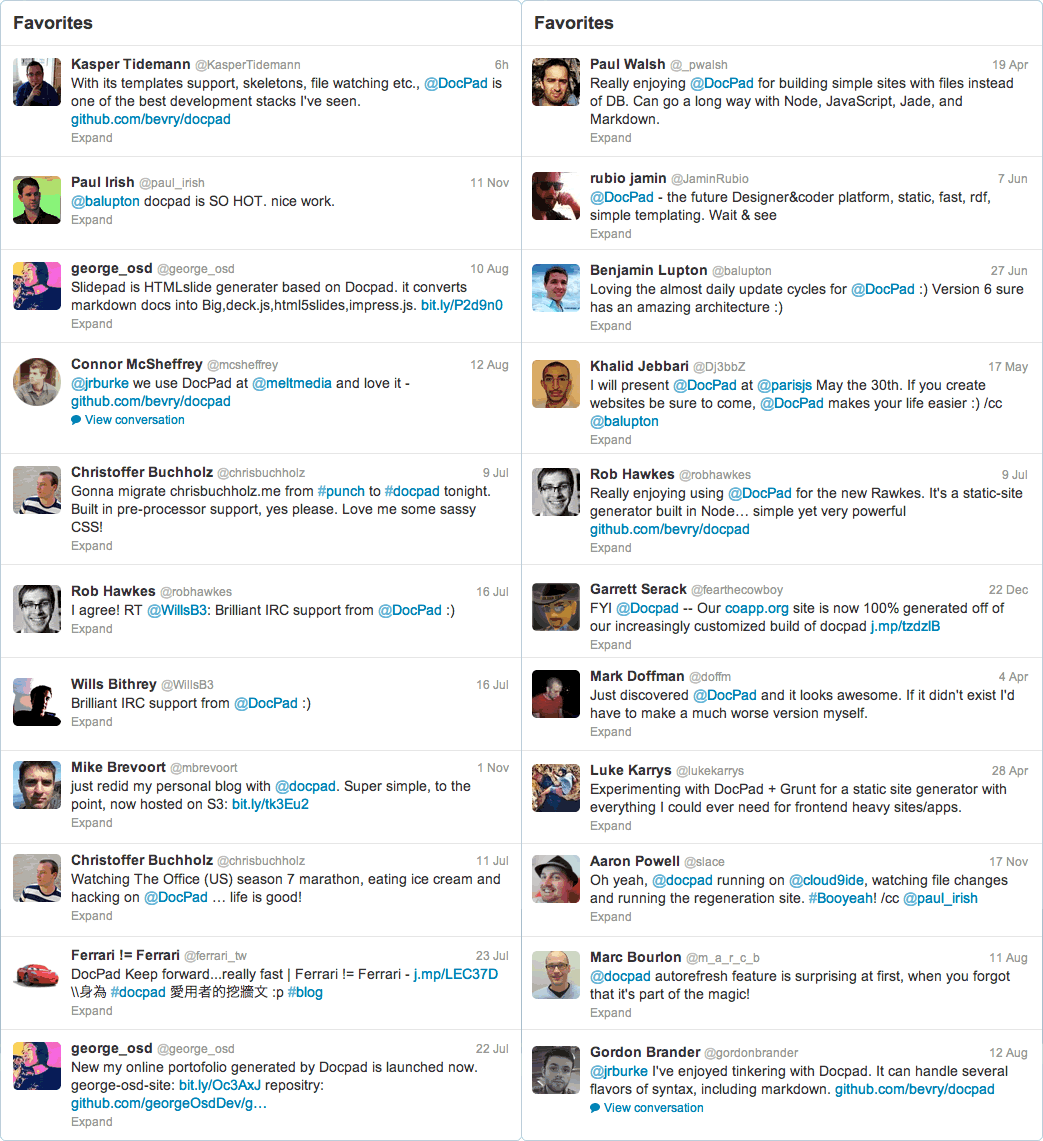 Favorites
Kasper Tidemann @KasperTidemann 6h
With its templates support, skeletons, file watching etc., @DocPad is
one of the best development stacks I've seen.
github.com/bevry/docpad
Expand
Paul Irish @paul_irish 11 Nov
@balupton docpad is SO HOT. nice work.
Expand
george_osd @george_osd 10 Aug
Slidepad is HTMLslide generater based on Docpad. it converts
markdown docs into Big,deck.js,html5slides,impress.js. bit.ly/P2d9n0
Expand
Connor McSheffrey @mcsheffrey 12 Aug
@jrburke we use DocPad at @meltmedia and love it -
github.com/bevry/docpad
View conversation
Christoffer Buchholz @chrisbuchholz 9 Jul
Gonna migrate chrisbuchholz.me from #punch to #docpad tonight.
Built in pre-processor support, yes please. Love me some sassy
CSS!
Expand
Rob Hawkes @robhawkes 16 Jul
I agree! RT @WillsB3: Brilliant IRC support from @DocPad :)
Expand
Wills Bithrey @WillsB3 16 Jul
Brilliant IRC support from @DocPad :)
Expand
Mike Brevoort @mbrevoort 1 Nov
just redid my personal blog with @docpad. Super simple, to the
point, now hosted on S3: bit.ly/tk3Eu2
Expand
Christoffer Buchholz @chrisbuchholz 11 Jul
Watching The Office (US) season 7 marathon, eating ice cream and
hacking on @DocPad … life is good!
Expand
Ferrari != Ferrari @ferrari_tw 23 Jul
DocPad Keep forward...really fast | Ferrari != Ferrari - j.mp/LEC37D
\\身為 #docpad 愛用者的挖牆文 :p #blog
Expand
george_osd @george_osd 22 Jul
New my online portofolio generated by Docpad is launched now.
george-osd-site: bit.ly/Oc3AxJ repositry:
github.com/georgeOsdDev/g…
Expand
Favorites
Paul Walsh @_pwalsh 19 Apr
Really enjoying @DocPad for building simple sites with files instead
of DB. Can go a long way with Node, JavaScript, Jade, and
Markdown.
Expand
rubio jamin @JaminRubio 7 Jun
@DocPad - the future Designer&coder platform, static, fast, rdf,
simple templating. Wait & see
Expand
Benjamin Lupton @balupton 27 Jun
Loving the almost daily update cycles for @DocPad :) Version 6 sure
has an amazing architecture :)
Expand
Khalid Jebbari @Dj3bbZ 17 May
I will present @DocPad at @parisjs May the 30th. If you create
websites be sure to come, @DocPad makes your life easier :) /cc
@balupton
Expand
Rob Hawkes @robhawkes 9 Jul
Really enjoying using @DocPad for the new Rawkes. It's a static-site
generator built in Node… simple yet very powerful
github.com/bevry/docpad
Expand
Garrett Serack @fearthecowboy 22 Dec
FYI @Docpad -- Our coapp.org site is now 100% generated off of
our increasingly customized build of docpad j.mp/tzdzIB
Expand
Mark Doffman @doffm 4 Apr
Just discovered @DocPad and it looks awesome. If it didn't exist I'd
have to make a much worse version myself.
Expand
Luke Karrys @lukekarrys 28 Apr
Experimenting with DocPad + Grunt for a static site generator with
everything I could ever need for frontend heavy sites/apps.
Expand
Aaron Powell @slace 17 Nov
Oh yeah, @docpad running on @cloud9ide, watching file changes
and running the regeneration site. #Booyeah! /cc @paul_irish
Expand
Marc Bourlon @m_a_r_c_b 11 Aug
@docpad autorefresh feature is surprising at first, when you forgot
that it's part of the magic!
Expand
Gordon Brander @gordonbrander 12 Aug
@jrburke I've enjoyed tinkering with Docpad. It can handle several
flavors of syntax, including markdown. github.com/bevry/docpad
View conversation